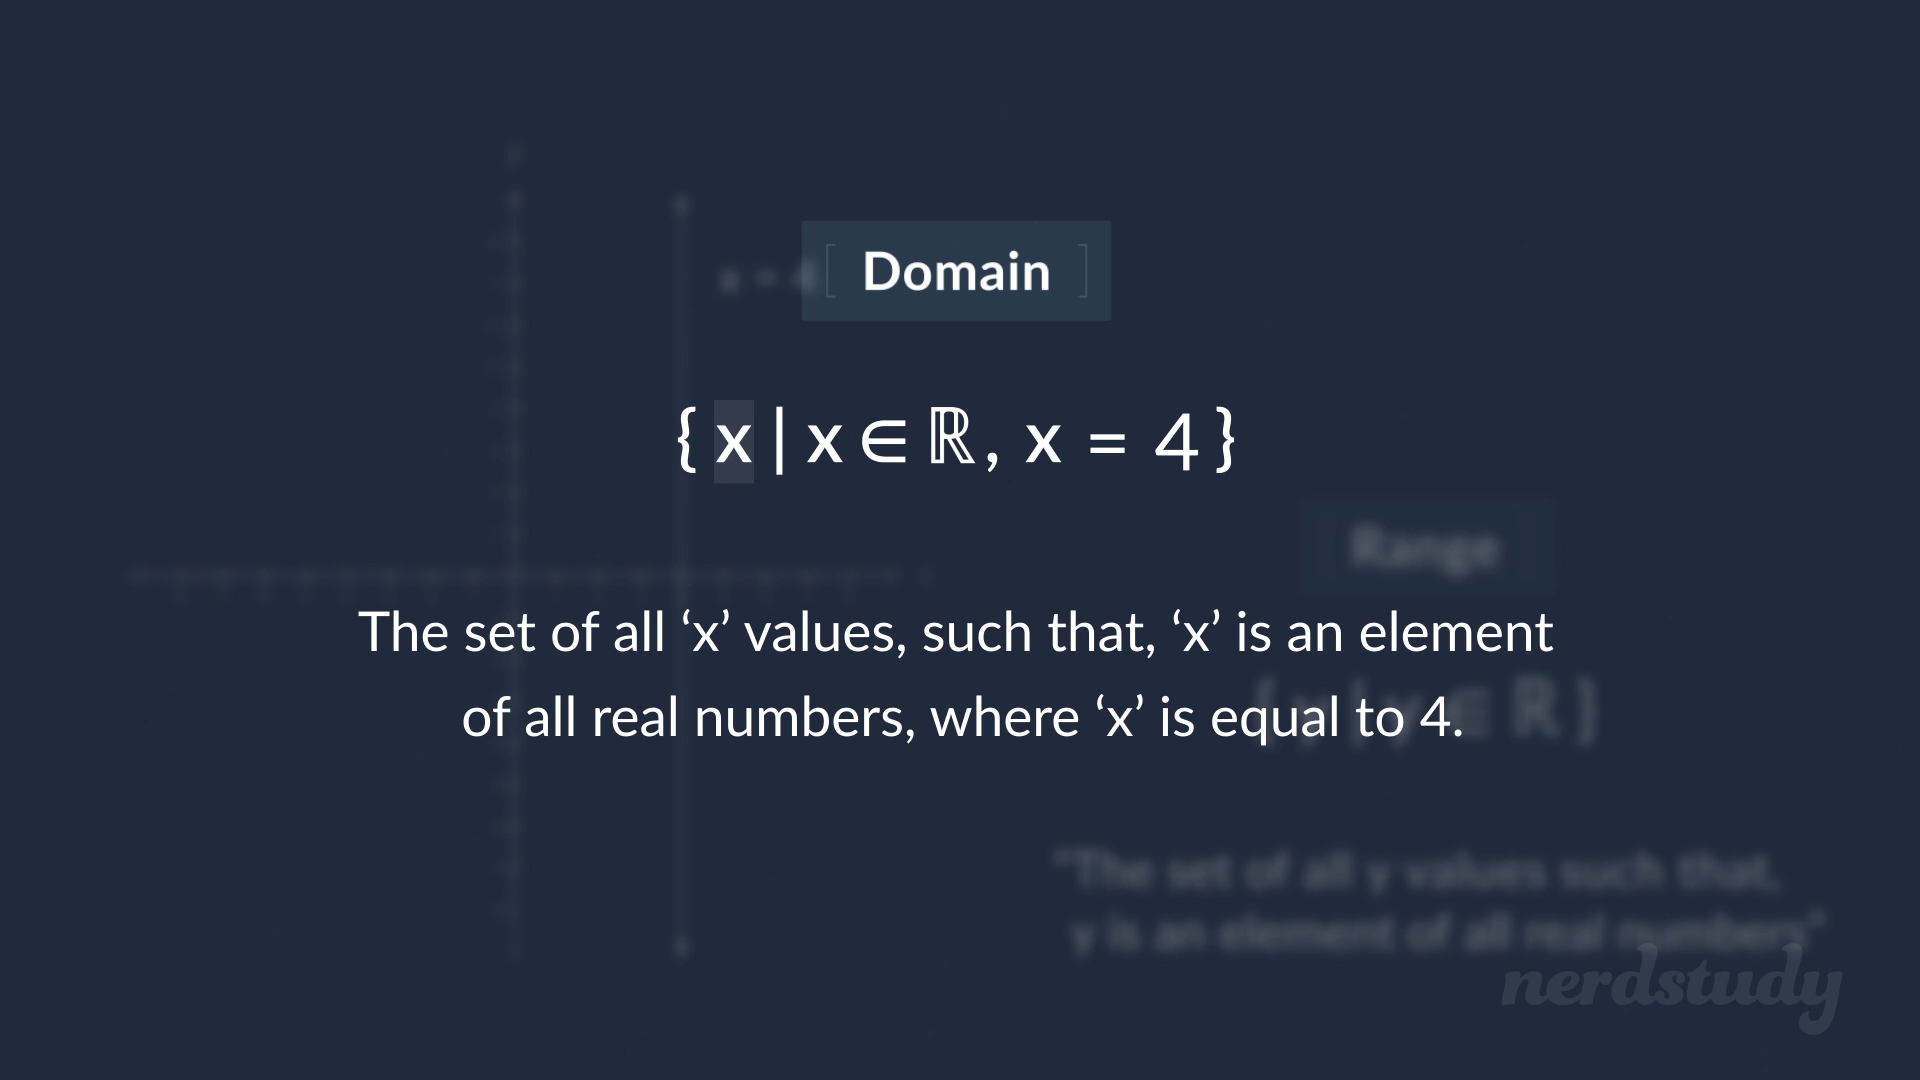 Domain
{ x | x ∈ ℝ, x = 4 }
The set of all ‘x’ values, such that, ‘x’ is an element
of all real numbers, where ‘x’ is equal to 4.
x = 4
Range
{ y | y ∈ ℝ }
“The set of all y values such that,
y is an element of all real numbers”
nerdstudy